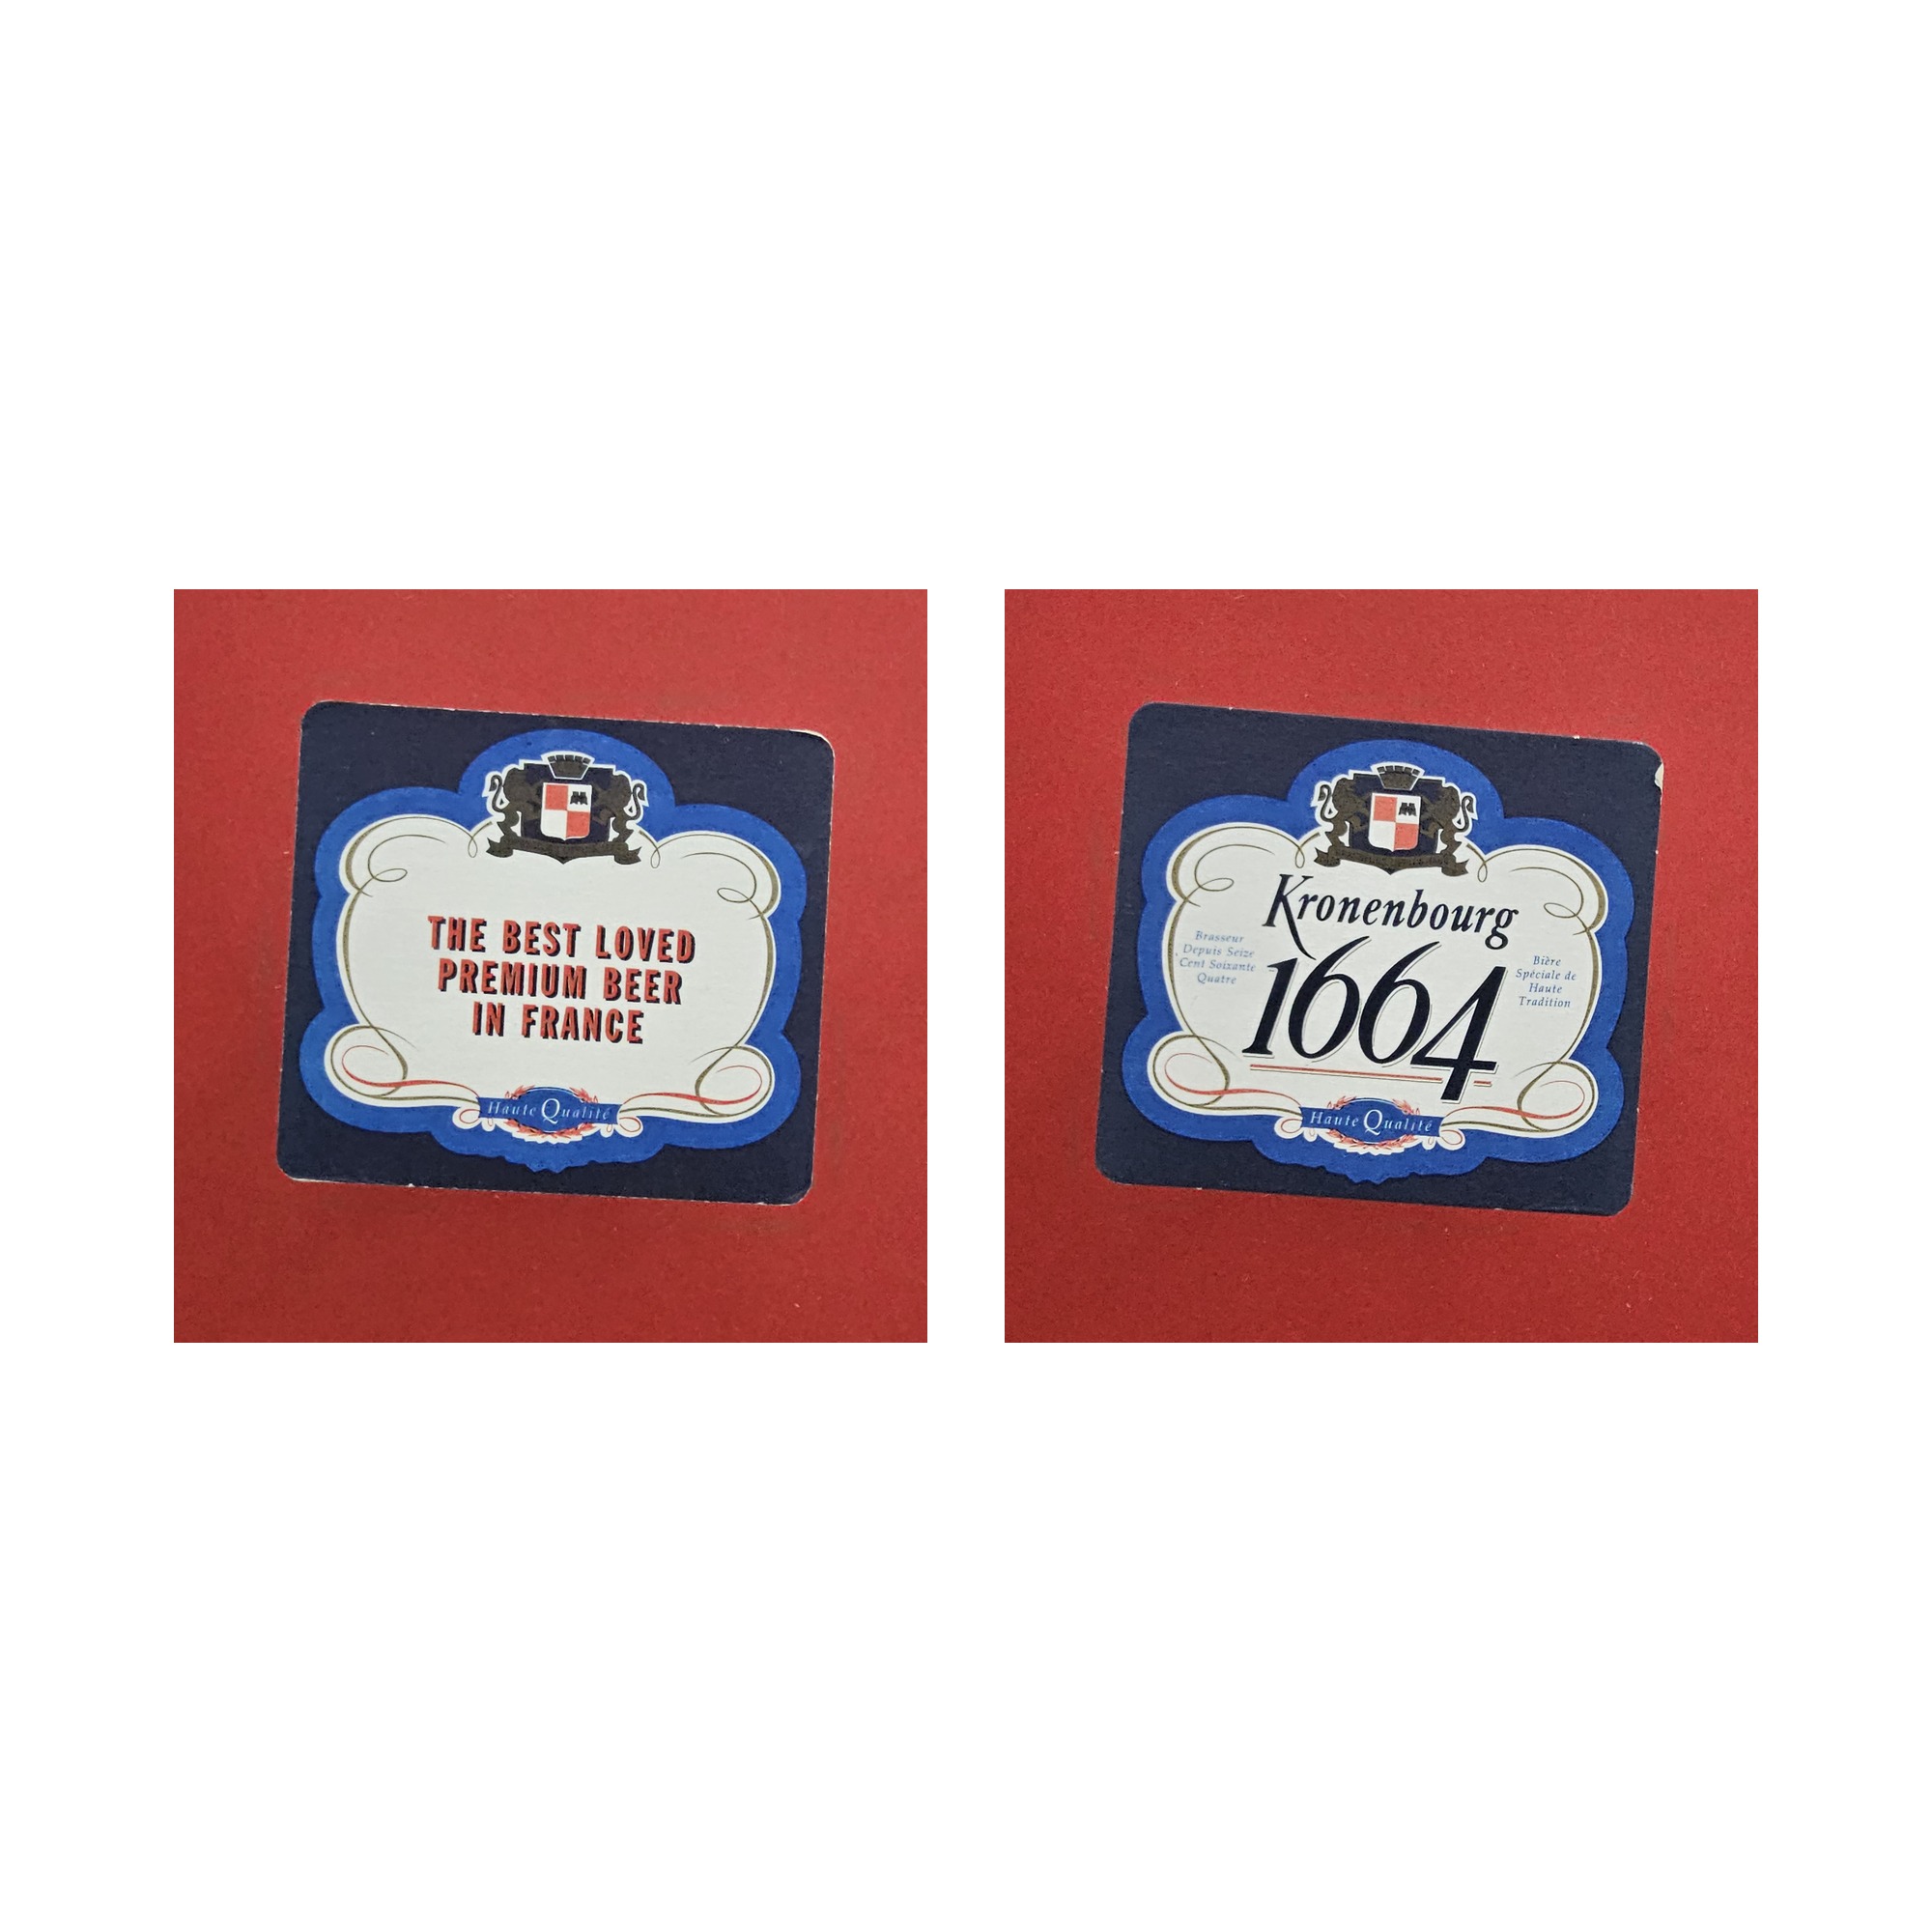 THE BEST LOVED
PREMIUM BEER
IN FRANCE
Haute Qualité
Kronenbourg
1664
Brasseur
Depuis Seize
Cent Soixante
Quatre
Bière
Spéciale de
Haute
Tradition
Haute Qualité